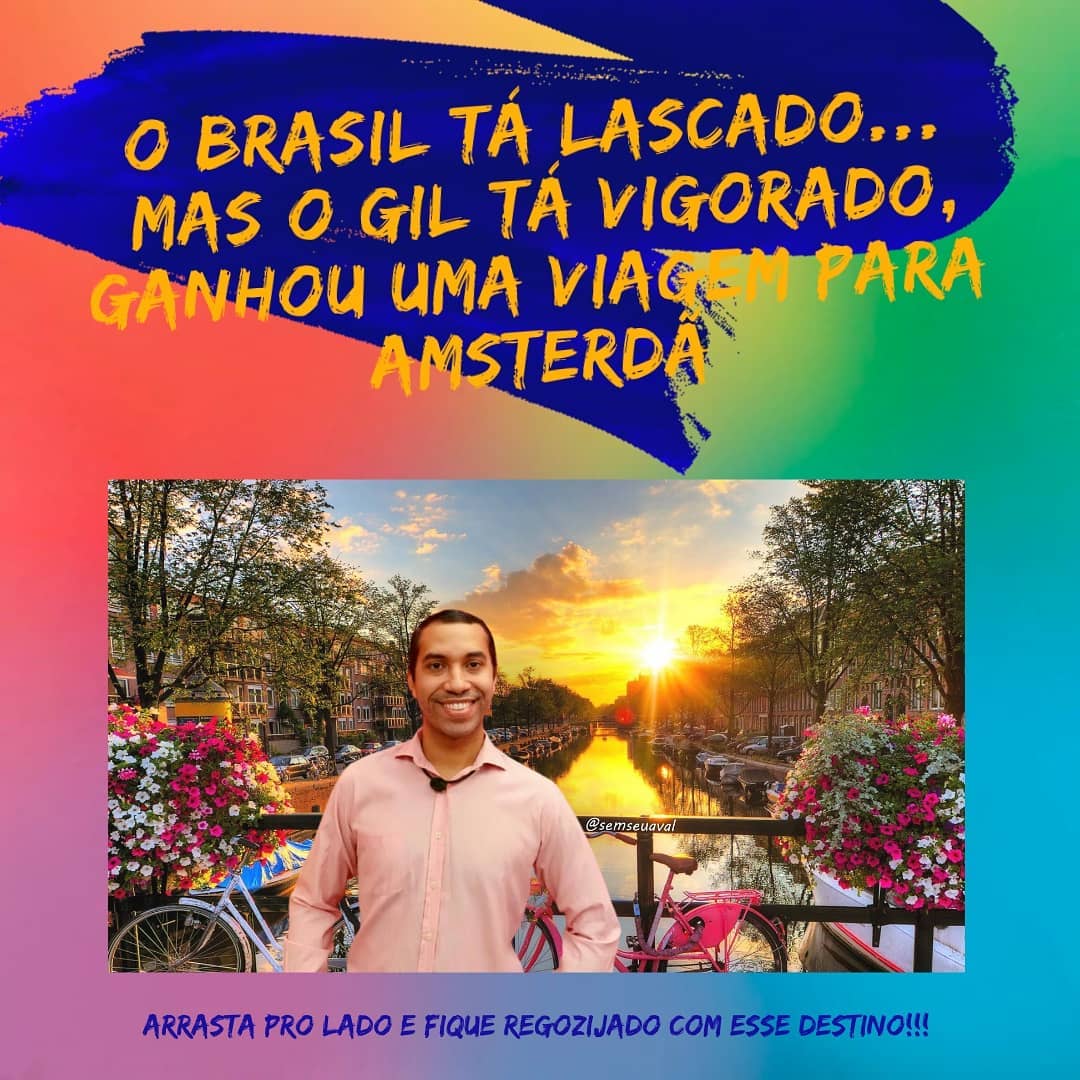 O BRASIL TÁ LASCADO...
MAS O GIL TÁ VIGORADO,
GANHOU UMA VIAGEM PARA
AMSTERDÃ
@semseuaval
ARRASTA PRO LADO E FIQUE REGOZIJADO COM ESSE DESTINO!!!